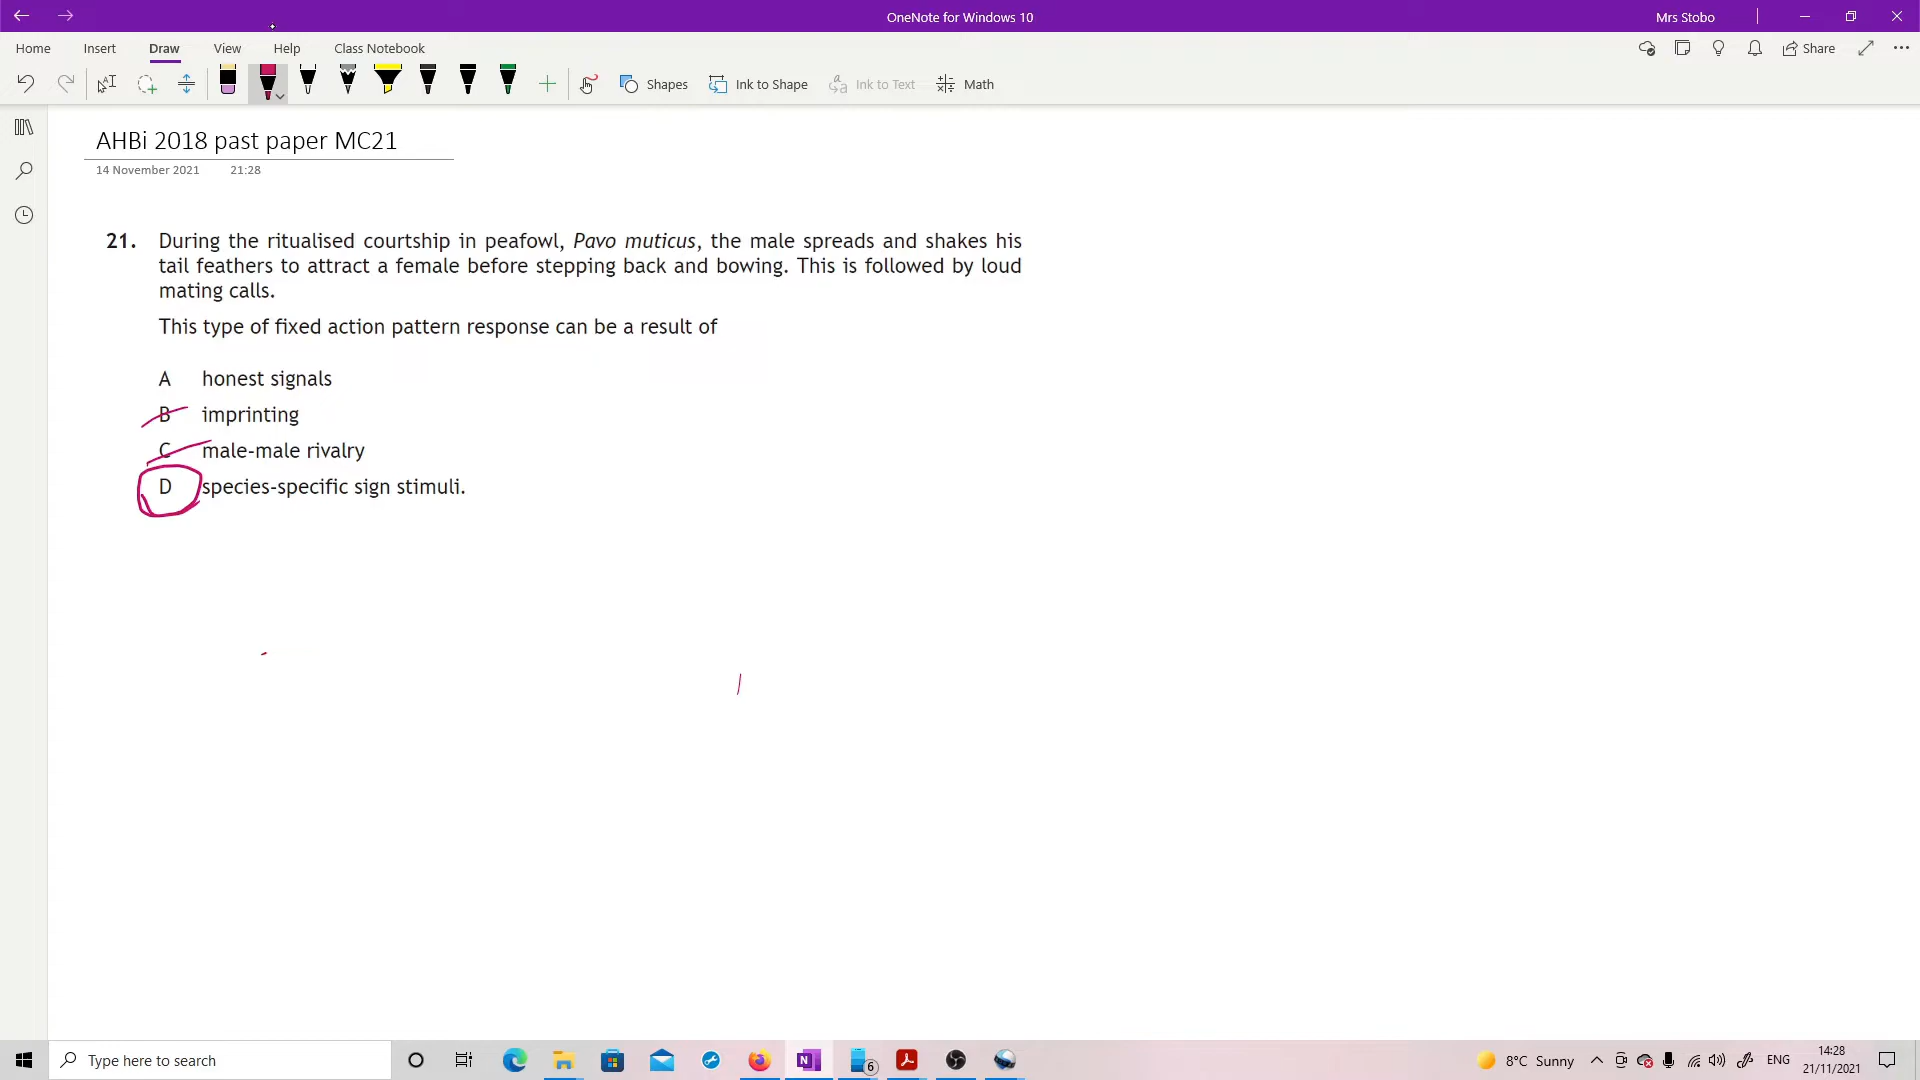 OneNote for Windows 10
Mrs Stobo
Home Insert Draw View Help Class Notebook
Share
Shapes Ink to Shape Ink to Text Math
AHBi 2018 past paper MC21
14 November 2021 21:28
21. During the ritualised courtship in peafowl, Pavo muticus, the male spreads and shakes his
tail feathers to attract a female before stepping back and bowing. This is followed by loud
mating calls.
This type of fixed action pattern response can be a result of
A honest signals
B imprinting
C male-male rivalry
D species-specific sign stimuli.
Type here to search
6
8°C Sunny
ENG
14:28
21/11/2021